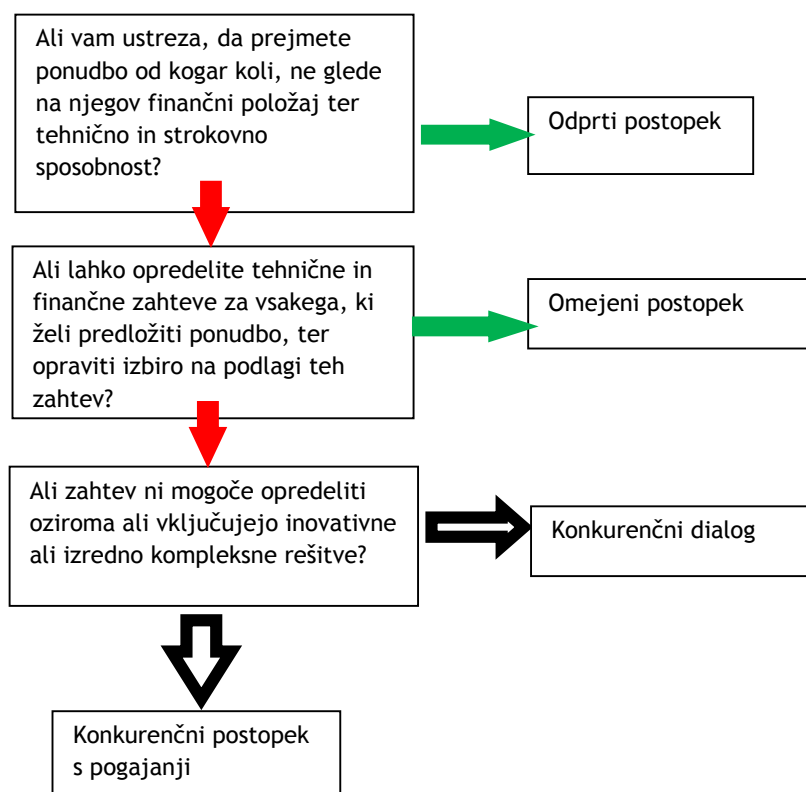 Ali vam ustreza, da prejmete
ponudbo od kogar koli, ne glede
na njegov finančni položaj ter
tehnično in strokovno
sposobnost?
Odprti postopek
Ali lahko opredelite tehnične in
finančne zahteve za vsakega, ki
želi predložiti ponudbo, ter
opraviti izbiro na podlagi teh
zahtev?
Omejeni postopek
Ali zahtev ni mogoče opredeliti
oziroma ali vključujejo inovativne
ali izredno kompleksne rešitve?
Konkurenčni dialog
Konkurenčni postopek
s pogajanji